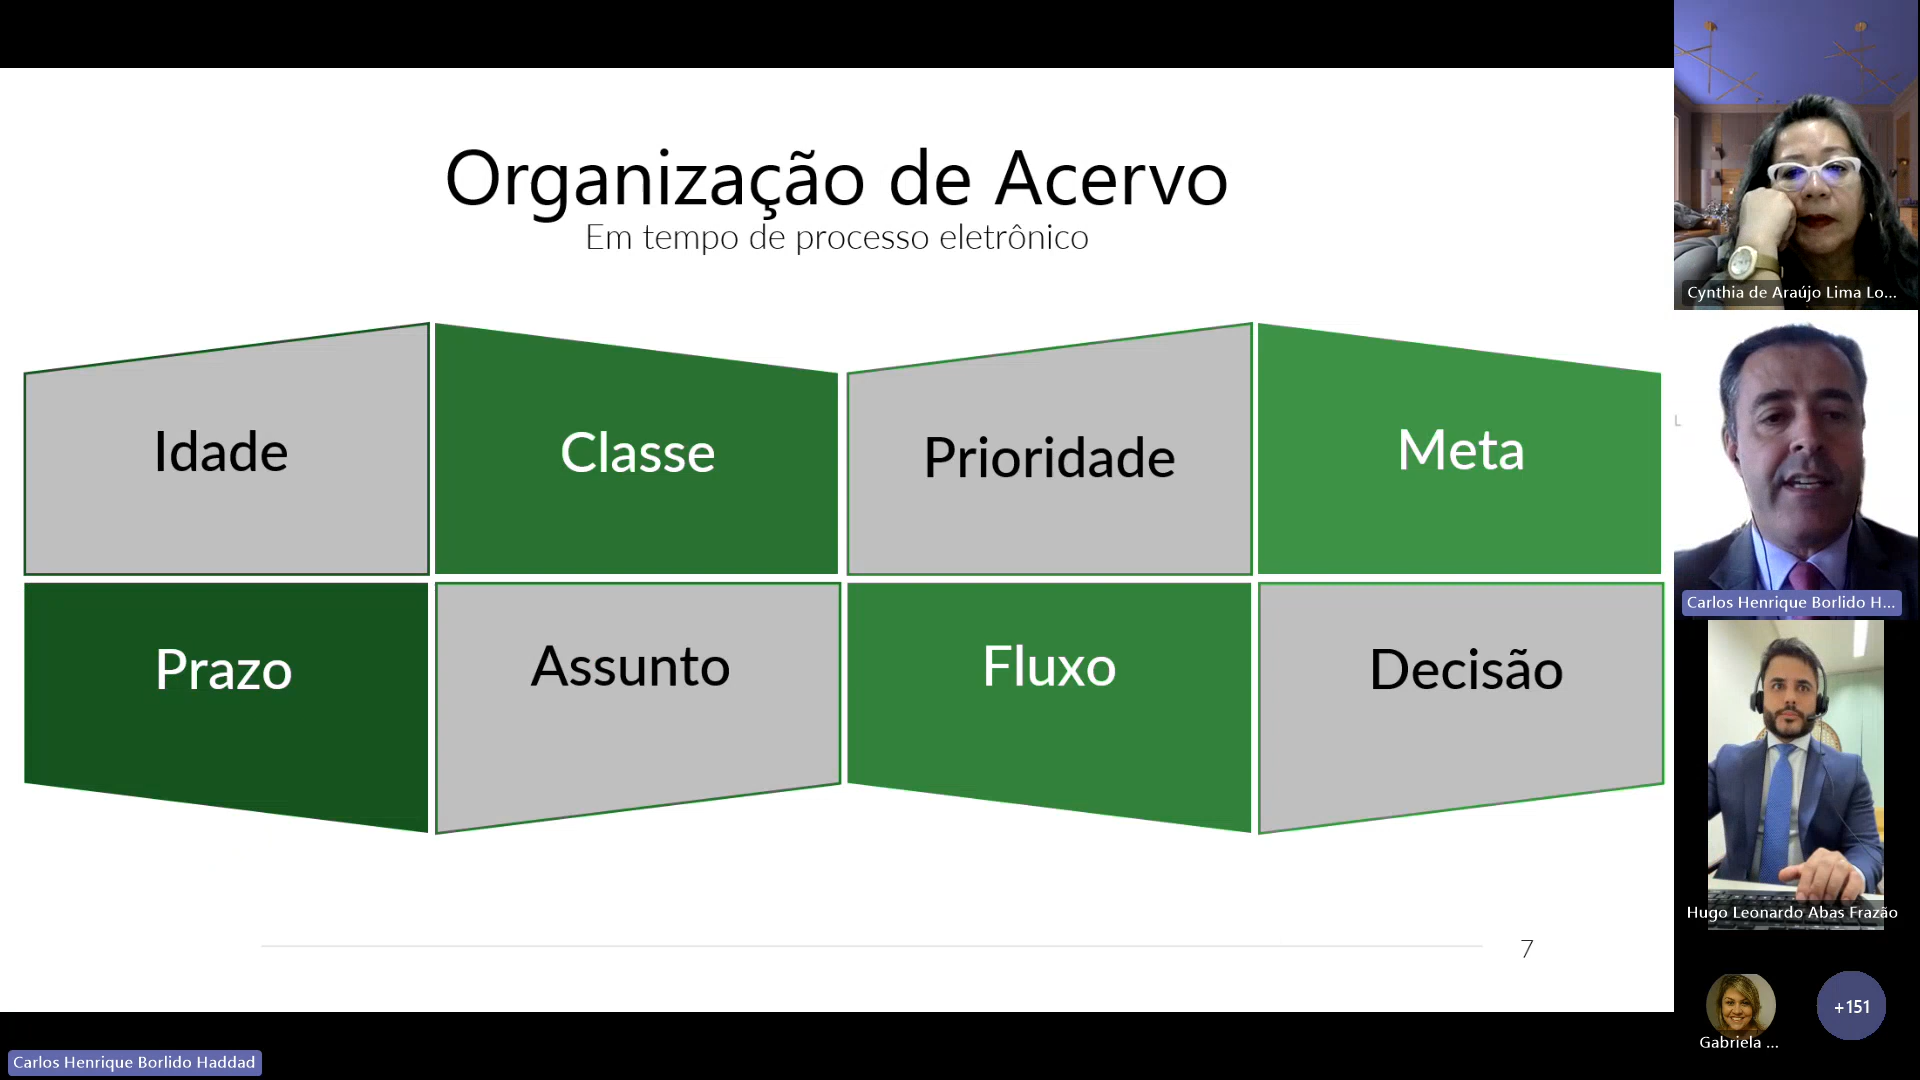 Organização de Acervo
Em tempo de processo eletrônico
Idade
Classe
Prioridade
Meta
Prazo
Assunto
Fluxo
Decisão
7
Cynthia de Araújo Lima Lo...
L
Carlos Henrique Borlido H...
Hugo Leonardo Abas Frazão
Gabriela ...
+151
Carlos Henrique Borlido Haddad